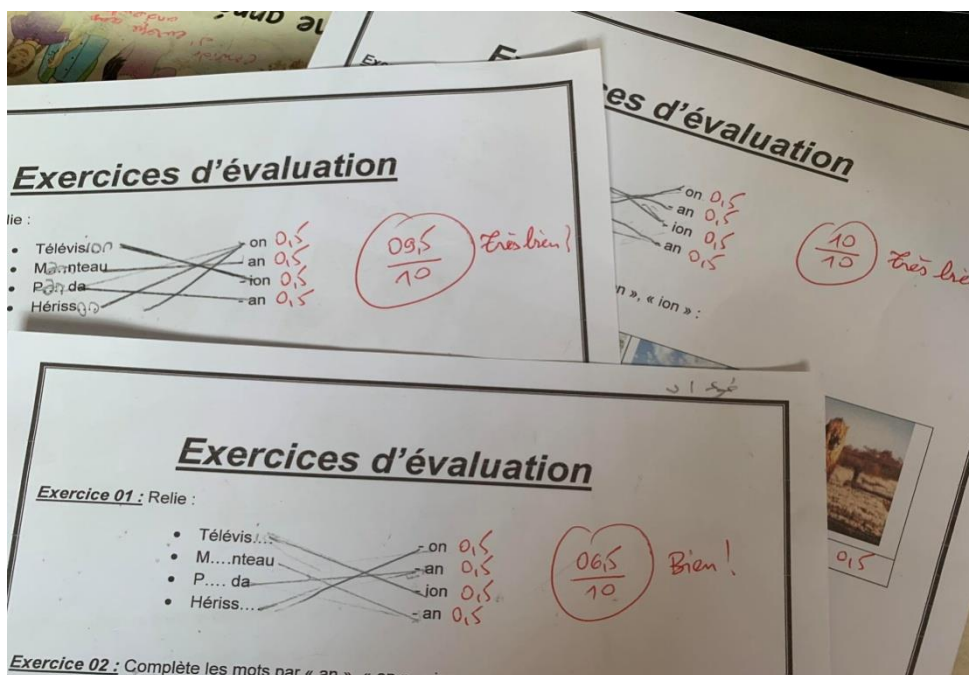 Exercices d'évaluation
lie :
• Télévision
• Manteau
• Panda
• Hérisson
- on 0,5
- an 0,5
- ion 0,5
- an 0,5
09,5
10
Très bien !
ces d'évaluation
- on 0,5
- an 0,5
- ion 0,5
- an 0,5
10
10
Très bie
n », « ion » :
0,5
Exercices d'évaluation
Exercice 01 : Relie :
• Télévis...
• M....nteau
• P.... da
• Hériss....
- on 0,5
- an 0,5
- ion 0,5
- an 0,5
06,5
10
Bien !
Exercice 02 : Complète les mots par « an »